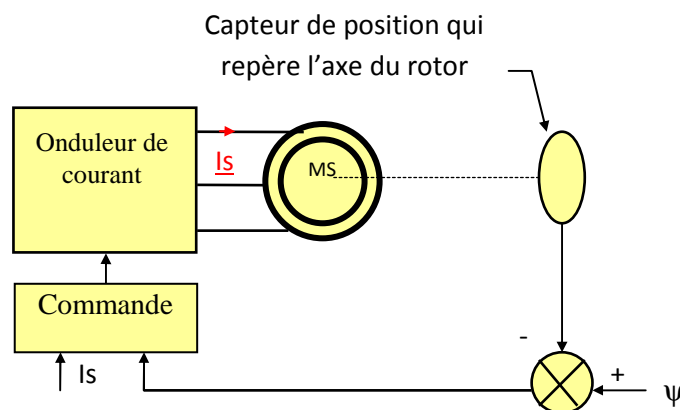 Capteur de position qui
repère l’axe du rotor
Onduleur de
courant
Is
MS
Commande
Is
-
+
ψ